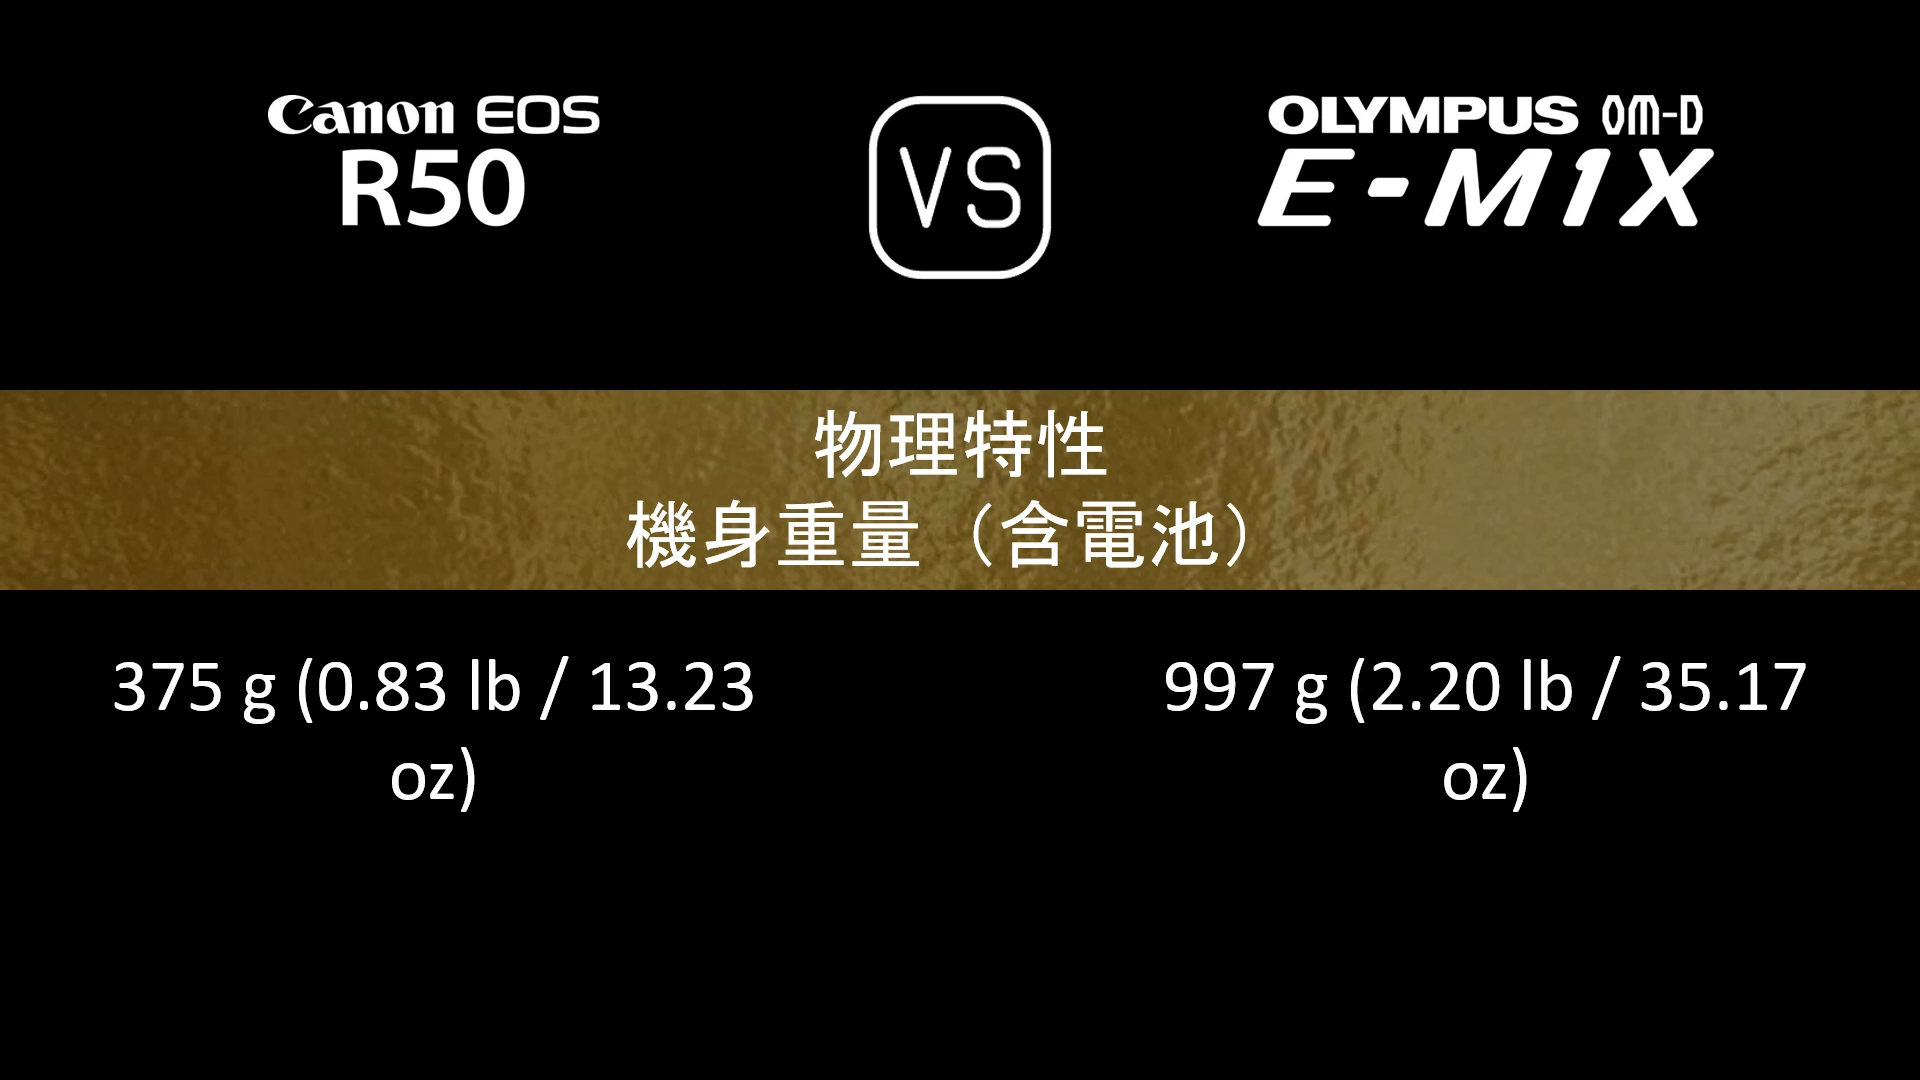 Canon EOS
R50
VS
OLYMPUS OM-D
E-M1X
物理特性
機身重量（含電池）
375 g (0.83 lb / 13.23
oz)
997 g (2.20 lb / 35.17
oz)